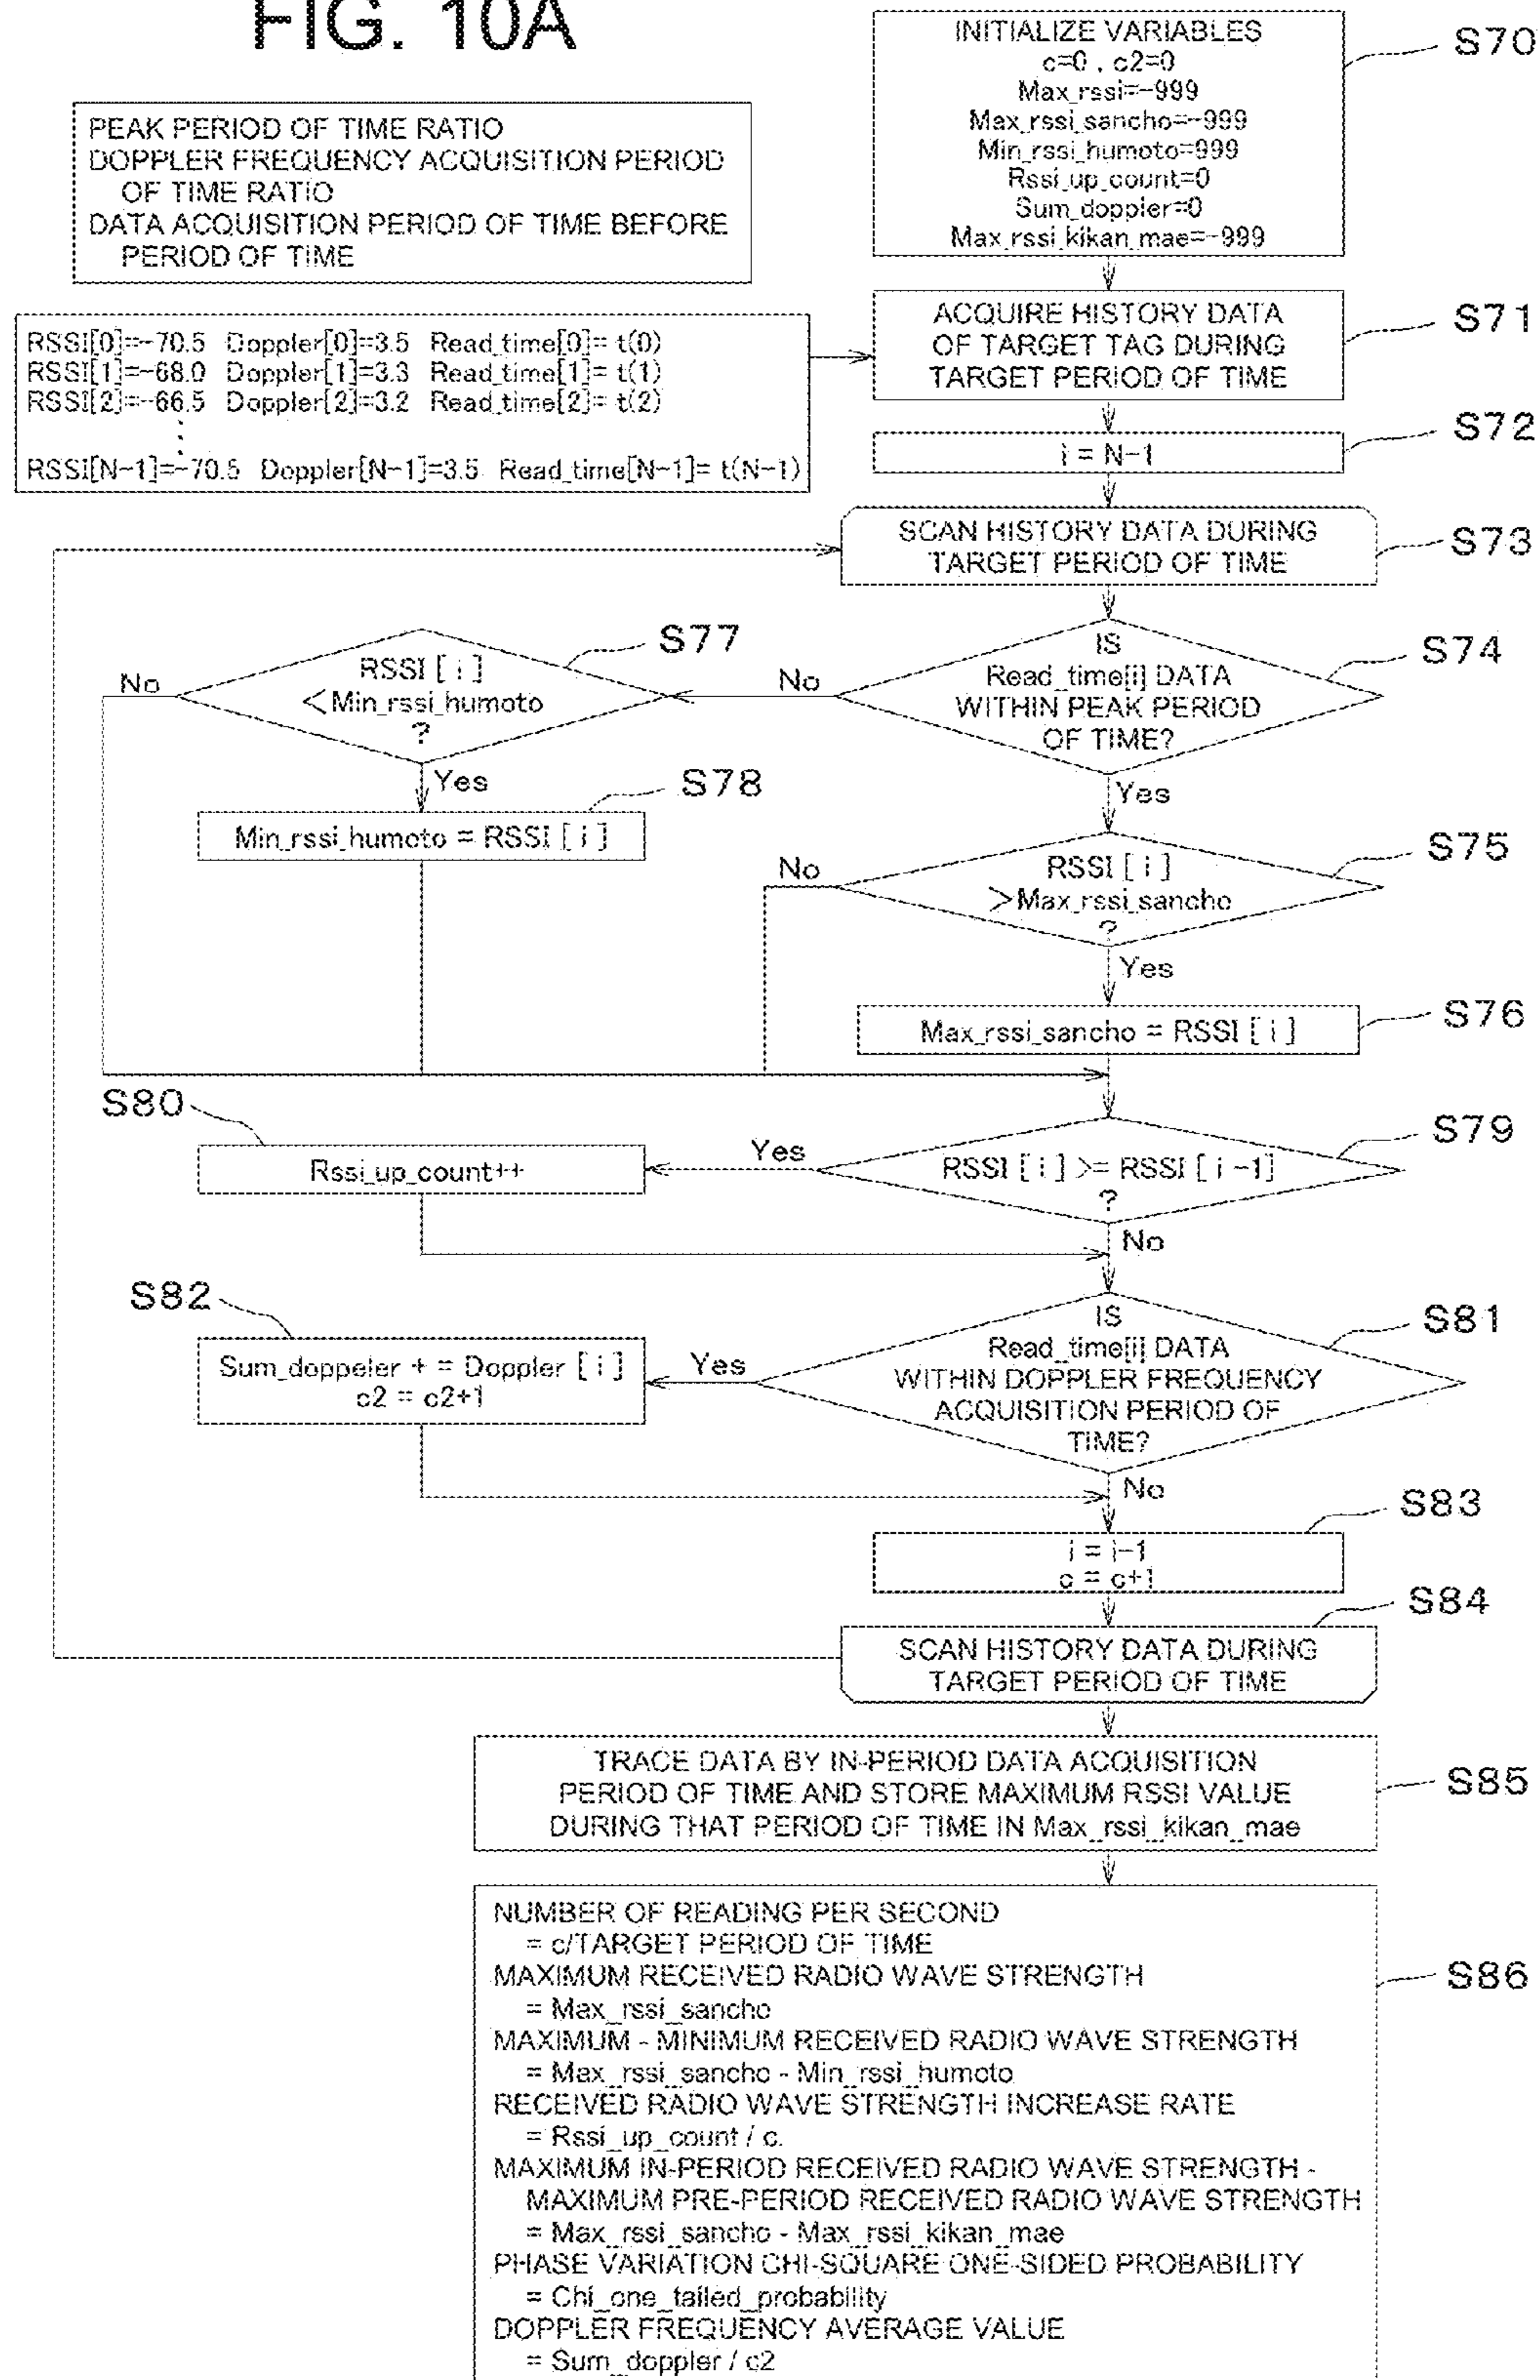 FIG. 10A
INITIALIZE VARIABLES
c=0 , c2=0
Max_rssi=-999
Max_rssi_sancho=-999
Min_rssi_humoto=999
Rssi_up_count=0
Sum_doppler=0
Max_rssi_kikan_mae=-999
S70
PEAK PERIOD OF TIME RATIO
DOPPLER FREQUENCY ACQUISITION PERIOD
OF TIME RATIO
DATA ACQUISITION PERIOD OF TIME BEFORE
PERIOD OF TIME
RSSI[0]=-70.5 Doppler[0]=3.5 Read_time[0]= t(0)
RSSI[1]=-68.0 Doppler[1]=3.3 Read_time[1]= t(1)
RSSI[2]=-66.5 Doppler[2]=3.2 Read_time[2]= t(2)
⋮
RSSI[N-1]=-70.5 Doppler[N-1]=3.5 Read_time[N-1]= t(N-1)
ACQUIRE HISTORY DATA
OF TARGET TAG DURING
TARGET PERIOD OF TIME
S71
i = N-1
S72
SCAN HISTORY DATA DURING
TARGET PERIOD OF TIME
S73
IS
Read_time[i] DATA
WITHIN PEAK PERIOD
OF TIME?
S74
No
Yes
RSSI [ i ]
<Min_rssi_humoto
?
S77
No
Yes
Min_rssi_humoto = RSSI [ i ]
S78
RSSI [ i ]
>Max_rssi_sancho
?
S75
No
Yes
Max_rssi_sancho = RSSI [ i ]
S76
RSSI [ i ] >= RSSI [ i -1]
?
S79
Yes
No
Rssi_up_count++
S80
IS
Read_time[i] DATA
WITHIN DOPPLER FREQUENCY
ACQUISITION PERIOD OF
TIME?
S81
Yes
No
Sum_doppeler + = Doppler [ i ]
c2 = c2+1
S82
i = i-1
c = c+1
S83
SCAN HISTORY DATA DURING
TARGET PERIOD OF TIME
S84
TRACE DATA BY IN-PERIOD DATA ACQUISITION
PERIOD OF TIME AND STORE MAXIMUM RSSI VALUE
DURING THAT PERIOD OF TIME IN Max_rssi_kikan_mae
S85
NUMBER OF READING PER SECOND
= c/TARGET PERIOD OF TIME
MAXIMUM RECEIVED RADIO WAVE STRENGTH
= Max_rssi_sancho
MAXIMUM - MINIMUM RECEIVED RADIO WAVE STRENGTH
= Max_rssi_sancho - Min_rssi_humoto
RECEIVED RADIO WAVE STRENGTH INCREASE RATE
= Rssi_up_count / c.
MAXIMUM IN-PERIOD RECEIVED RADIO WAVE STRENGTH -
MAXIMUM PRE-PERIOD RECEIVED RADIO WAVE STRENGTH
= Max_rssi_sancho - Max_rssi_kikan_mae
PHASE VARIATION CHI-SQUARE ONE-SIDED PROBABILITY
= Chi_one_tailed_probability
DOPPLER FREQUENCY AVERAGE VALUE
= Sum_doppler / c2
S86